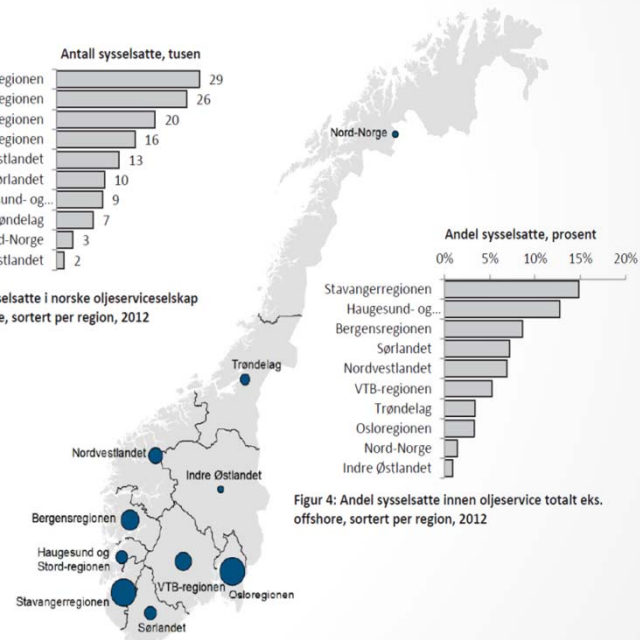 Antall sysselsatte, tusen
egionen 29
egionen 26
egionen 20
egionen 16
stlandet 13
ørlandet 10
und- og... 9
øndelag 7
d-Norge 3
stlandet 2
selsatte i norske oljeserviceselskap
e, sortert per region, 2012
Nord-Norge
Trøndelag
Nordvestlandet
Indre Østlandet
Bergensregionen
Haugesund og
Stord-regionen
VTB-regionen
Osloregionen
Stavangerregionen
Sørlandet
Andel sysselsatte, prosent
0% 5% 10% 15% 20%
Stavangerregionen
Haugesund- og...
Bergensregionen
Sørlandet
Nordvestlandet
VTB-regionen
Trøndelag
Osloregionen
Nord-Norge
Indre Østlandet
Figur 4: Andel sysselsatte innen oljeservice totalt eks.
offshore, sortert per region, 2012